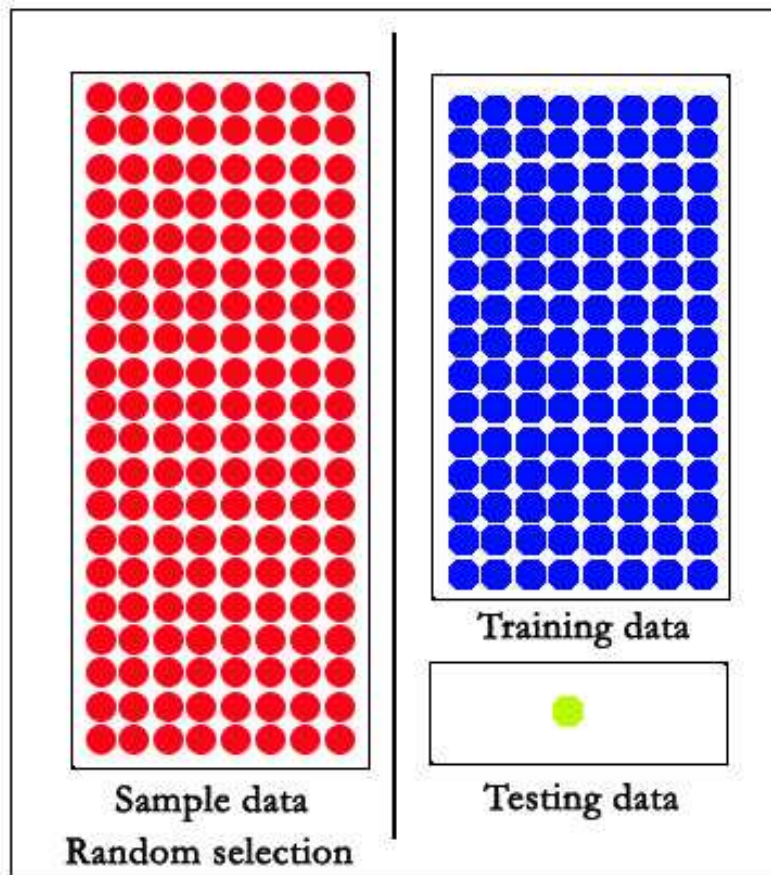 Sample data
Random selection
Training data
Testing data